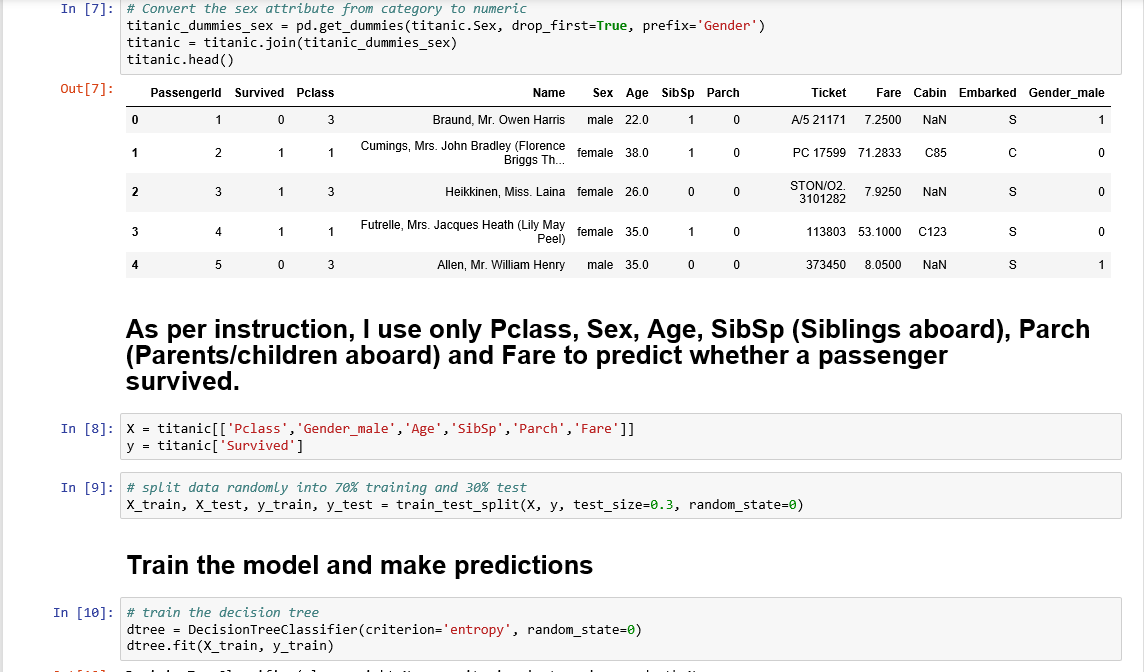 In [7]: # Convert the sex attribute from category to numeric
titanic_dummies_sex = pd.get_dummies(titanic.Sex, drop_first=True, prefix='Gender')
titanic = titanic.join(titanic_dummies_sex)
titanic.head()
Out[7]:
PassengerId Survived Pclass Name Sex Age SibSp Parch Ticket Fare Cabin Embarked Gender_male
0 1 0 3 Braund, Mr. Owen Harris male 22.0 1 0 A/5 21171 7.2500 NaN S 1
1 2 1 1 Cumings, Mrs. John Bradley (Florence
Briggs Th... female 38.0 1 0 PC 17599 71.2833 C85 C 0
2 3 1 3 Heikkinen, Miss. Laina female 26.0 0 0 STON/O2.
3101282 7.9250 NaN S 0
3 4 1 1 Futrelle, Mrs. Jacques Heath (Lily May
Peel) female 35.0 1 0 113803 53.1000 C123 S 0
4 5 0 3 Allen, Mr. William Henry male 35.0 0 0 373450 8.0500 NaN S 1
As per instruction, I use only Pclass, Sex, Age, SibSp (Siblings aboard), Parch
(Parents/children aboard) and Fare to predict whether a passenger
survived.
In [8]: X = titanic[['Pclass','Gender_male','Age','SibSp','Parch','Fare']]
y = titanic['Survived']
In [9]: # split data randomly into 70% training and 30% test
X_train, X_test, y_train, y_test = train_test_split(X, y, test_size=0.3, random_state=0)
Train the model and make predictions
In [10]: # train the decision tree
dtree = DecisionTreeClassifier(criterion='entropy', random_state=0)
dtree.fit(X_train, y_train)